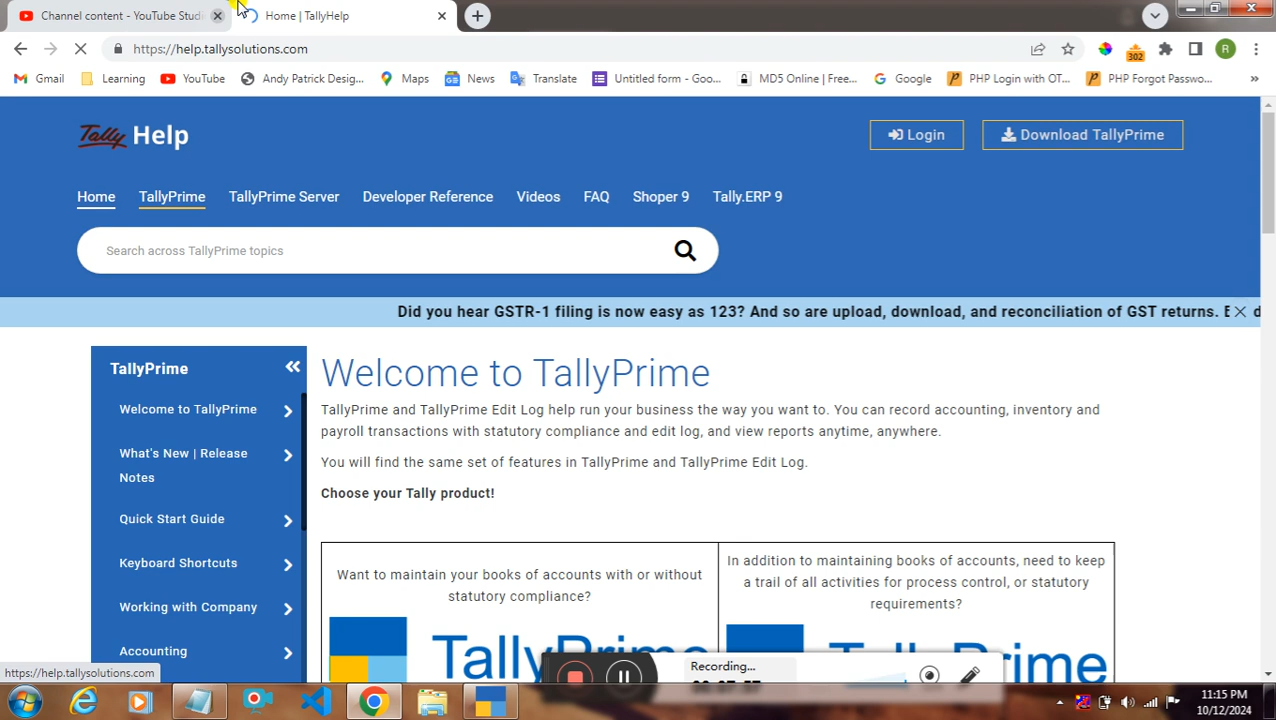 Channel content - YouTube Stud
Home | TallyHelp
https://help.tallysolutions.com
302
R
Gmail
Learning
YouTube
Andy Patrick Desig...
Maps
News
Translate
Untitled form - Goo...
MD5 Online | Free...
Google
PHP Login with OT...
PHP Forgot Passwo...
»
Tally Help
Login
Download TallyPrime
Home
TallyPrime
TallyPrime Server
Developer Reference
Videos
FAQ
Shoper 9
Tally.ERP 9
Search across TallyPrime topics
Did you hear GSTR-1 filing is now easy as 123? And so are upload, download, and reconciliation of GST returns.
TallyPrime
Welcome to TallyPrime
What's New | Release
Notes
Quick Start Guide
Keyboard Shortcuts
Working with Company
Accounting
Welcome to TallyPrime
TallyPrime and TallyPrime Edit Log help run your business the way you want to. You can record accounting, inventory and
payroll transactions with statutory compliance and edit log, and view reports anytime, anywhere.
You will find the same set of features in TallyPrime and TallyPrime Edit Log.
Choose your Tally product!
Want to maintain your books of accounts with or without
statutory compliance?
TallyPrime
In addition to maintaining books of accounts, need to keep
a trail of all activities for process control, or statutory
requirements?
TallyPrime
https://help.tallysolutions.com
Recording...
11:15 PM
10/12/2024